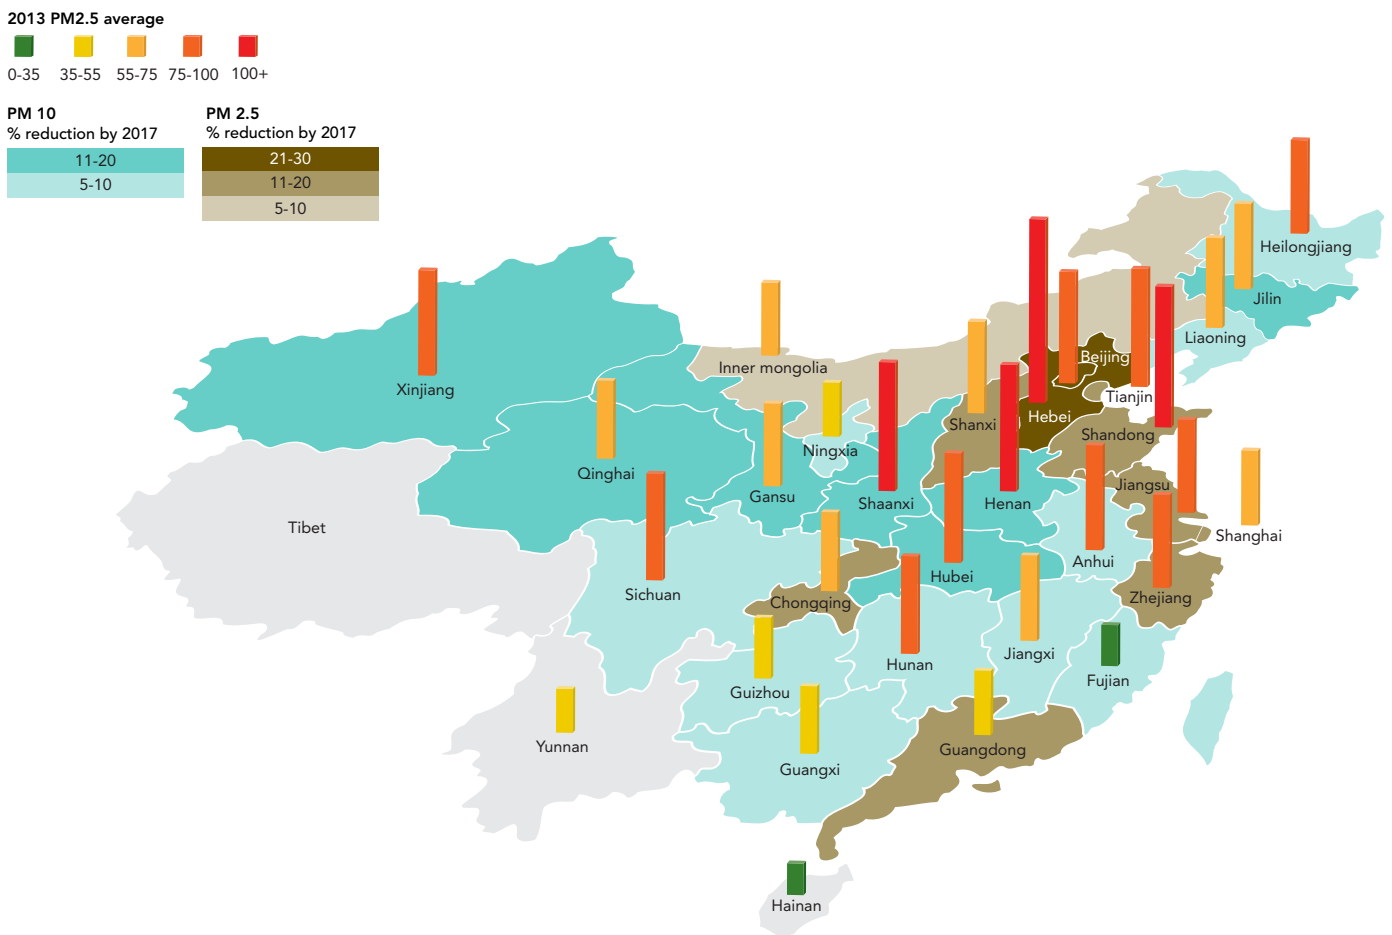 2013 PM2.5 average
0-35 35-55 55-75 75-100 100+
PM 10
% reduction by 2017
11-20
5-10
PM 2.5
% reduction by 2017
21-30
11-20
5-10
Heilongjiang
Jilin
Liaoning
Beijing
Inner mongolia
Xinjiang
Tianjin
Hebei
Shanxi
Shandong
Ningxia
Qinghai
Jiangsu
Gansu
Shaanxi
Henan
Tibet
Shanghai
Anhui
Hubei
Sichuan
Zhejiang
Chongqing
Jiangxi
Hunan
Fujian
Guizhou
Yunnan
Guangdong
Guangxi
Hainan